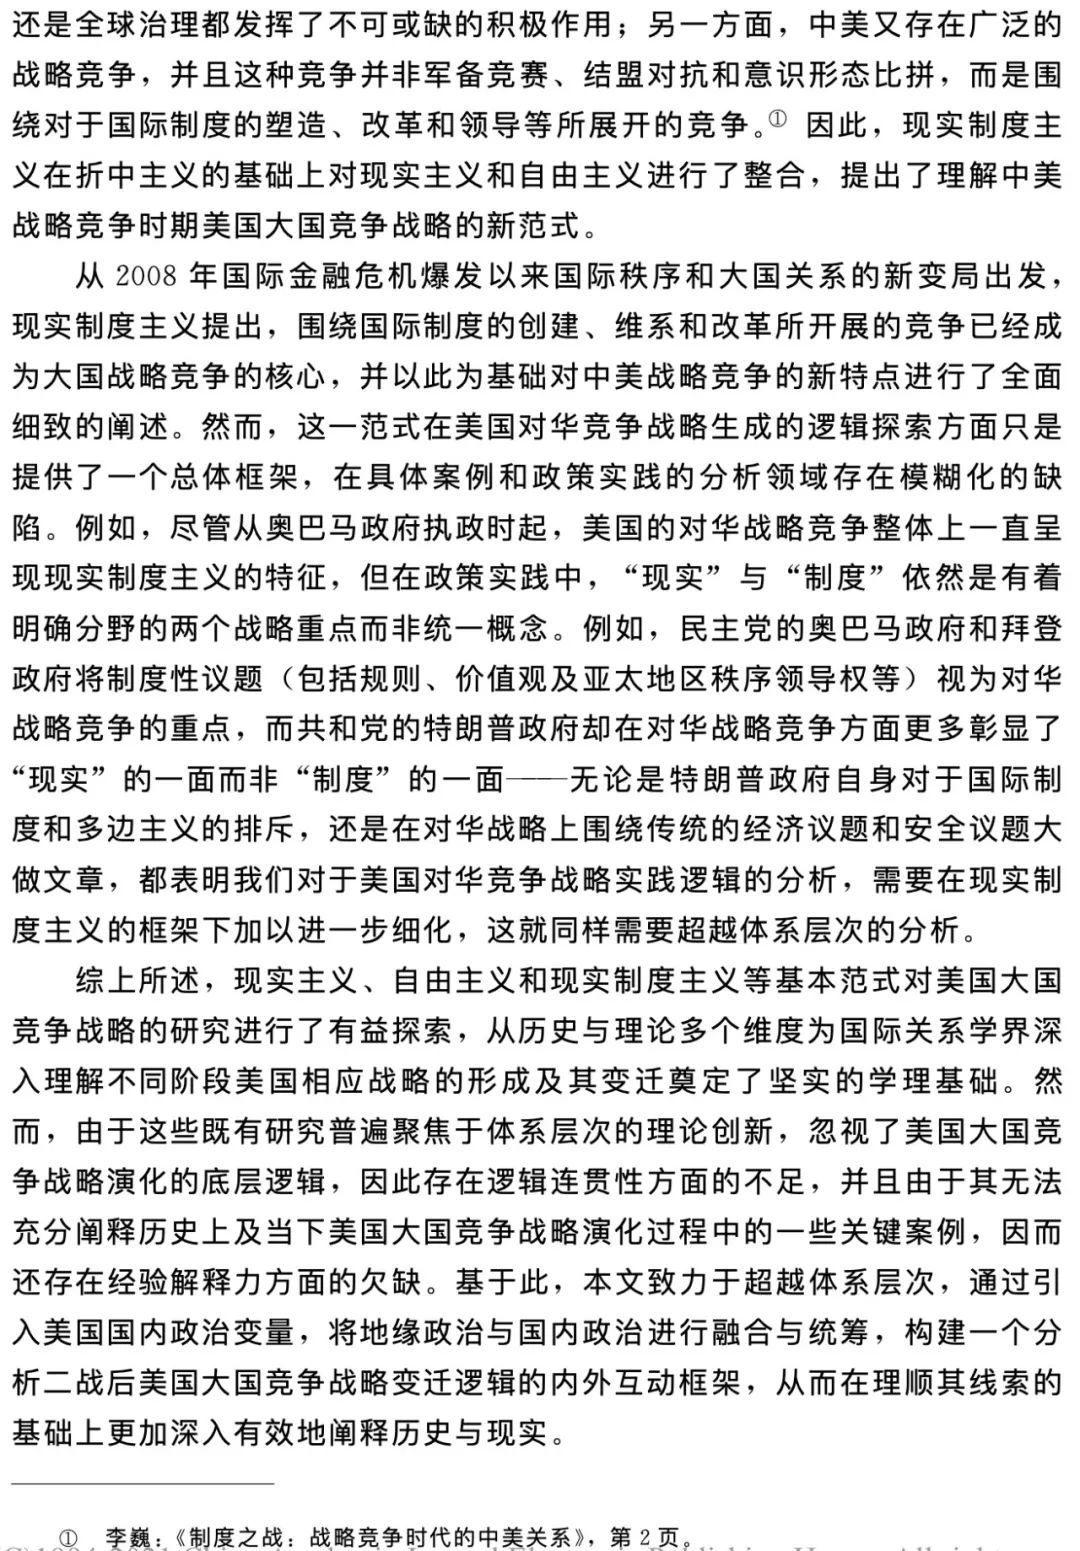 还是全球治理都发挥了不可或缺的积极作用；另一方面，中美又存在广泛的
战略竞争，并且这种竞争并非军备竞赛、结盟对抗和意识形态比拼，而是围
绕对于国际制度的塑造、改革和领导等所展开的竞争。① 因此，现实制度主
义在折中主义的基础上对现实主义和自由主义进行了整合，提出了理解中美
战略竞争时期美国大国竞争战略的新范式。
从 2008 年国际金融危机爆发以来国际秩序和大国关系的新变局出发，
现实制度主义提出，围绕国际制度的创建、维系和改革所开展的竞争已经成
为大国战略竞争的核心，并以此为基础对中美战略竞争的新特点进行了全面
细致的阐述。然而，这一范式在美国对华竞争战略生成的逻辑探索方面只是
提供了一个总体框架，在具体案例和政策实践的分析领域存在模糊化的缺
陷。例如，尽管从奥巴马政府执政时起，美国的对华战略竞争整体上一直呈
现现实制度主义的特征，但在政策实践中，“现实”与“制度”依然是有着
明确分野的两个战略重点而非统一概念。例如，民主党的奥巴马政府和拜登
政府将制度性议题（包括规则、价值观及亚太地区秩序领导权等）视为对华
战略竞争的重点，而共和党的特朗普政府却在对华战略竞争方面更多彰显了
“现实”的一面而非“制度”的一面——无论是特朗普政府自身对于国际制
度和多边主义的排斥，还是在对华战略上围绕传统的经济议题和安全议题大
做文章，都表明我们对于美国对华竞争战略实践逻辑的分析，需要在现实制
度主义的框架下加以进一步细化，这就同样需要超越体系层次的分析。
综上所述，现实主义、自由主义和现实制度主义等基本范式对美国大国
竞争战略的研究进行了有益探索，从历史与理论多个维度为国际关系学界深
入理解不同阶段美国相应战略的形成及其变迁奠定了坚实的学理基础。然
而，由于这些既有研究普遍聚焦于体系层次的理论创新，忽视了美国大国竞
争战略演化的底层逻辑，因此存在逻辑连贯性方面的不足，并且由于其无法
充分阐释历史上及当下美国大国竞争战略演化过程中的一些关键案例，因而
还存在经验解释力方面的欠缺。基于此，本文致力于超越体系层次，通过引
入美国国内政治变量，将地缘政治与国内政治进行融合与统筹，构建一个分
析二战后美国大国竞争战略变迁逻辑的内外互动框架，从而在理顺其线索的
基础上更加深入有效地阐释历史与现实。
① 李巍：《制度之战：战略竞争时代的中美关系》，第 2 页。